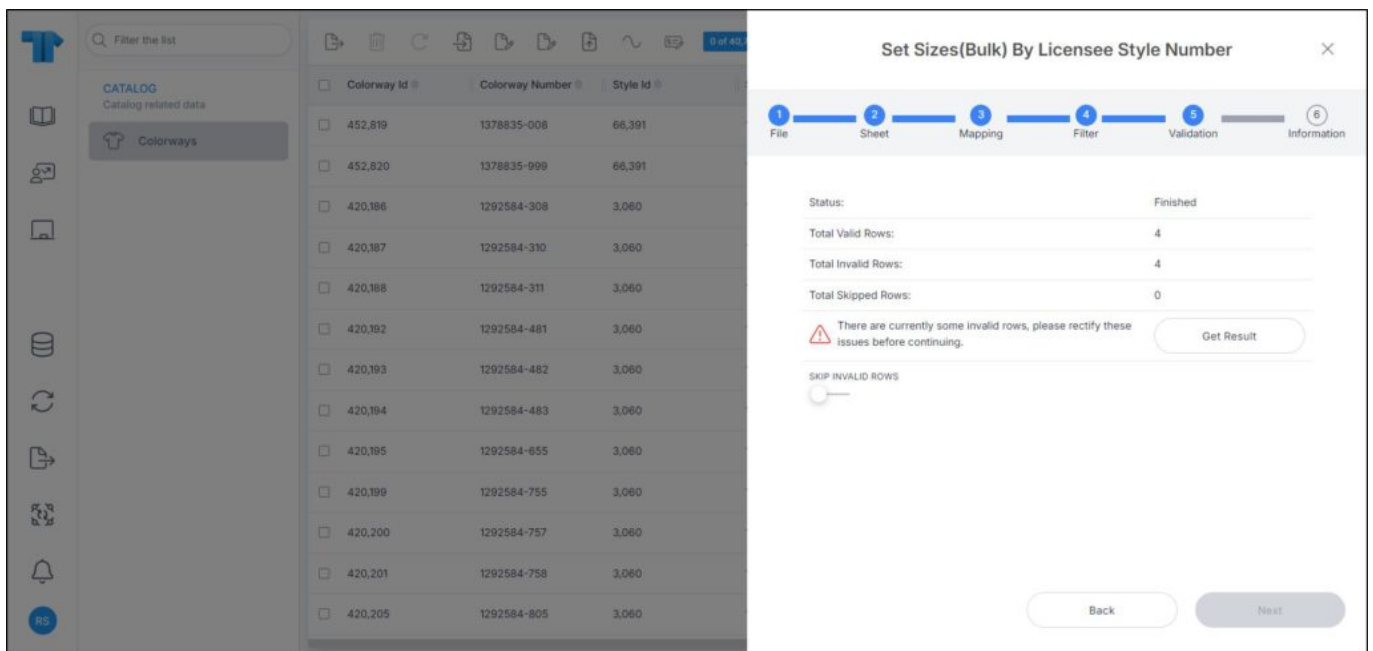 Filter the list
CATALOG
Catalog related data
Colorways
RS
0 of 40,
Colorway Id
Colorway Number
Style Id
452,819 1378835-008 66,391
452,820 1378835-999 66,391
420,186 1292584-308 3,060
420,187 1292584-310 3,060
420,188 1292584-311 3,060
420,192 1292584-481 3,060
420,193 1292584-482 3,060
420,194 1292584-483 3,060
420,195 1292584-655 3,060
420,199 1292584-755 3,060
420,200 1292584-757 3,060
420,201 1292584-758 3,060
420,205 1292584-805 3,060
Set Sizes(Bulk) By Licensee Style Number
1 2 3 4 5 6
File Sheet Mapping Filter Validation Information
Status: Finished
Total Valid Rows: 4
Total Invalid Rows: 4
Total Skipped Rows: 0
There are currently some invalid rows, please rectify these
issues before continuing.
Get Result
SKIP INVALID ROWS
Back Next